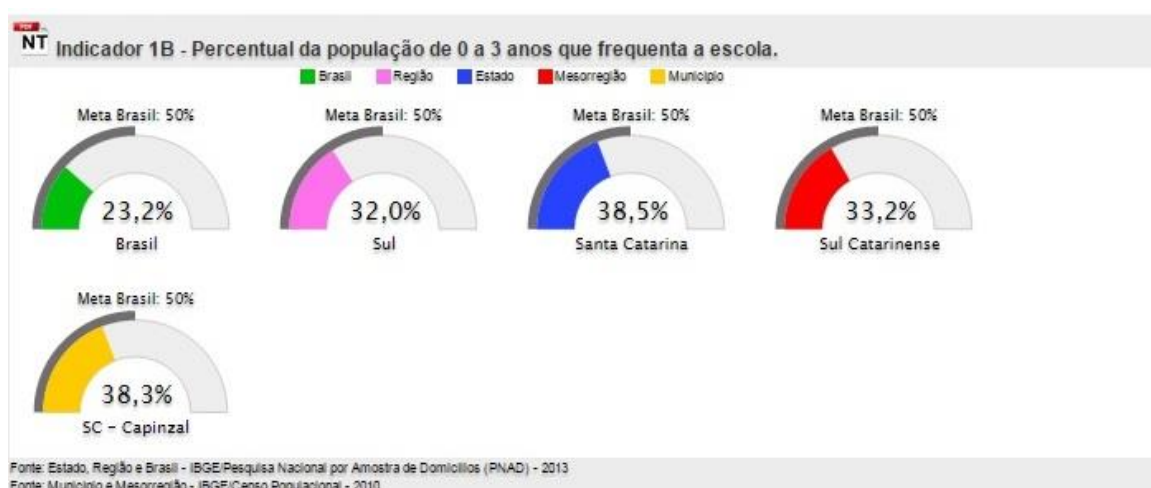 PDF
NT Indicador 1B - Percentual da população de 0 a 3 anos que frequenta a escola.
Brasil Região Estado Mesorregião Município
Meta Brasil: 50% Meta Brasil: 50% Meta Brasil: 50% Meta Brasil: 50%
23,2% 32,0% 38,5% 33,2%
Brasil Sul Santa Catarina Sul Catarinense
Meta Brasil: 50%
38,3%
SC - Capinzal
Fonte: Estado, Região e Brasil - IBGE/Pesquisa Nacional por Amostra de Domicílios (PNAD) - 2013
Fonte: Município e Mesorregião - IBGE/Censo Populacional - 2010